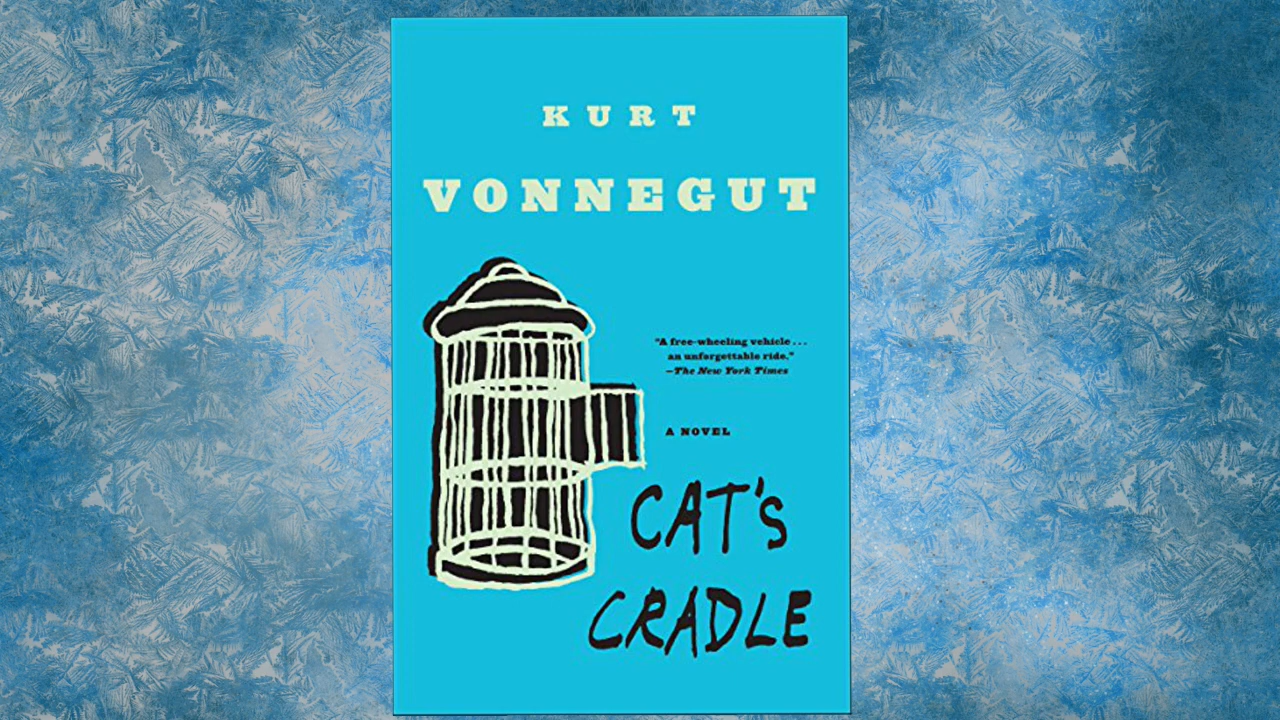 KURT
VONNEGUT
"A free-wheeling vehicle . . .
an unforgettable ride."
—The New York Times
A NOVEL
CAT'S
CRADLE